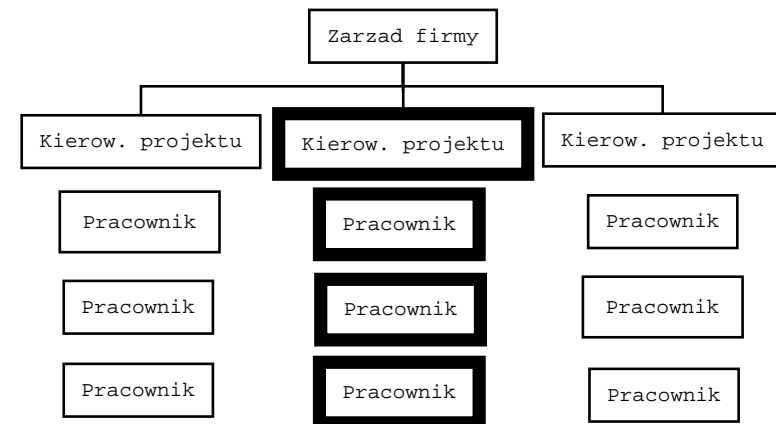 Zarzad firmy
Kierow. projektu
Kierow. projektu
Kierow. projektu
Pracownik
Pracownik
Pracownik
Pracownik
Pracownik
Pracownik
Pracownik
Pracownik
Pracownik